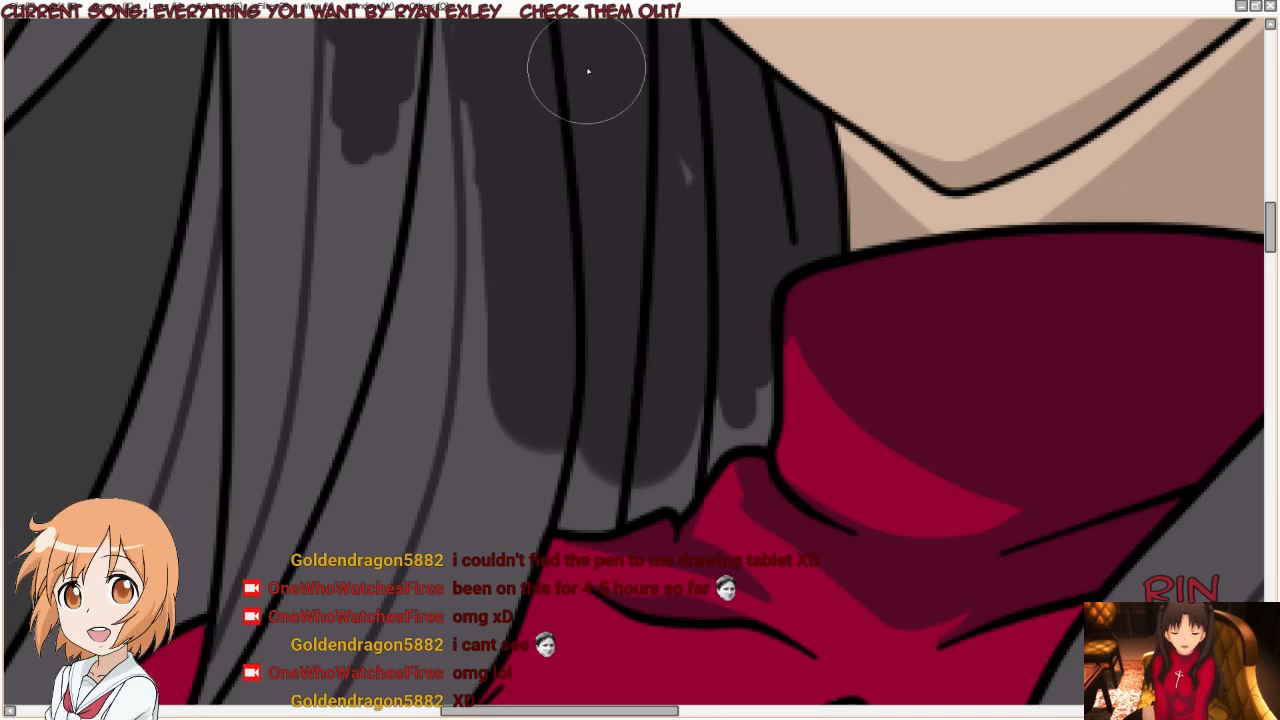 CURRENT SONG: EVERYTHING YOU WANT BY RYAN EXLEY CHECK THEM OUT!
Goldendragon5882 i couldn't find the pen to me drawing tablet XD
OneWhoWatchesFires been on this for 4-5 hours so far
OneWhoWatchesFires omg xD
Goldendragon5882 i cant see
OneWhoWatchesFires omg lol
Goldendragon5882 XD
RIN